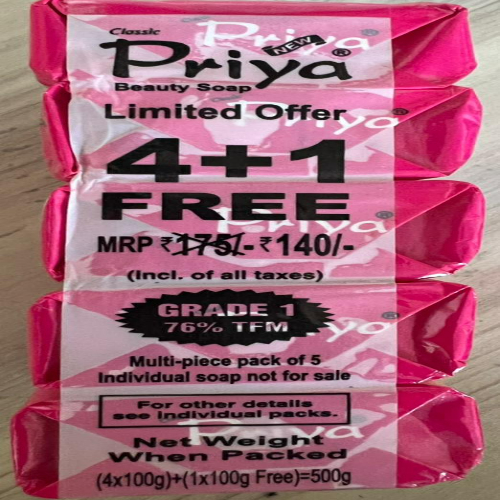 Classic
Priya
NEW
Priya®
Beauty Soap
Limited Offer
4+1
FREE
MRP ₹175/- ₹140/-
(Incl. of all taxes)
GRADE 1
76% TFM
Multi-piece pack of 5
Individual soap not for sale
For other details
see individual packs.
Net Weight
When Packed
(4x100g)+(1x100g Free)=500g